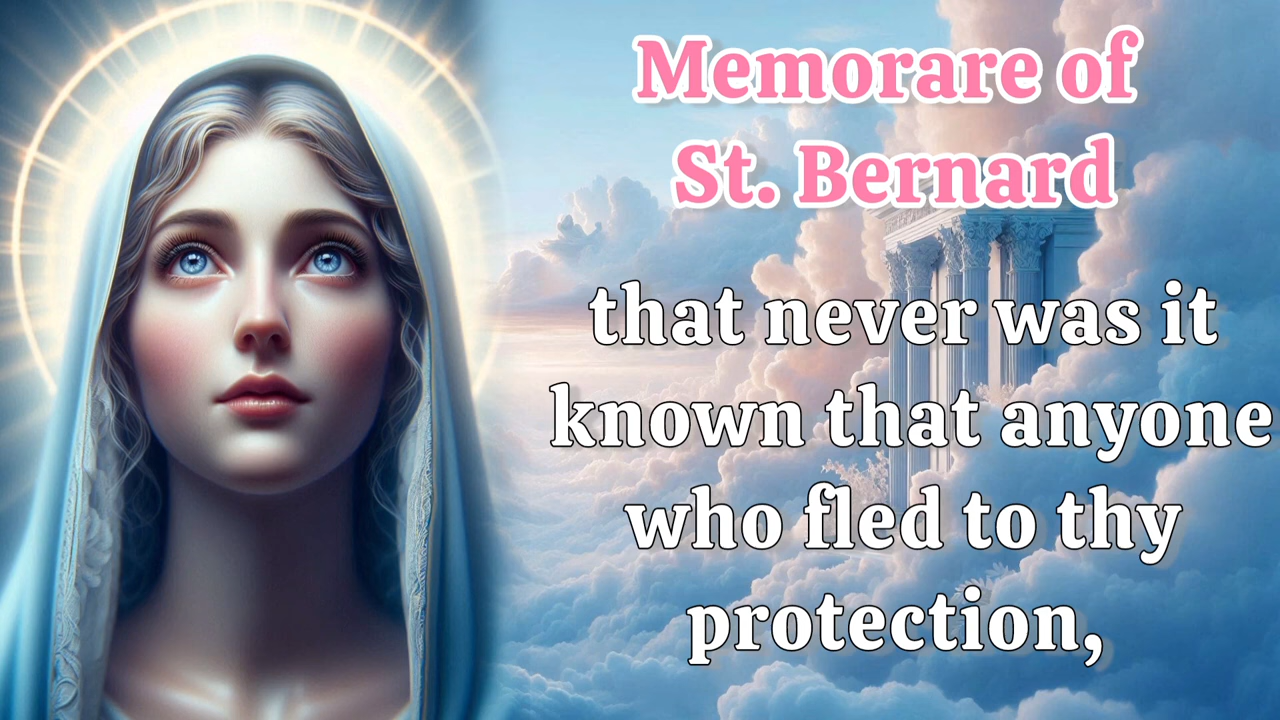 Memorare of
St. Bernard
that never was it
known that anyone
who fled to thy
protection,